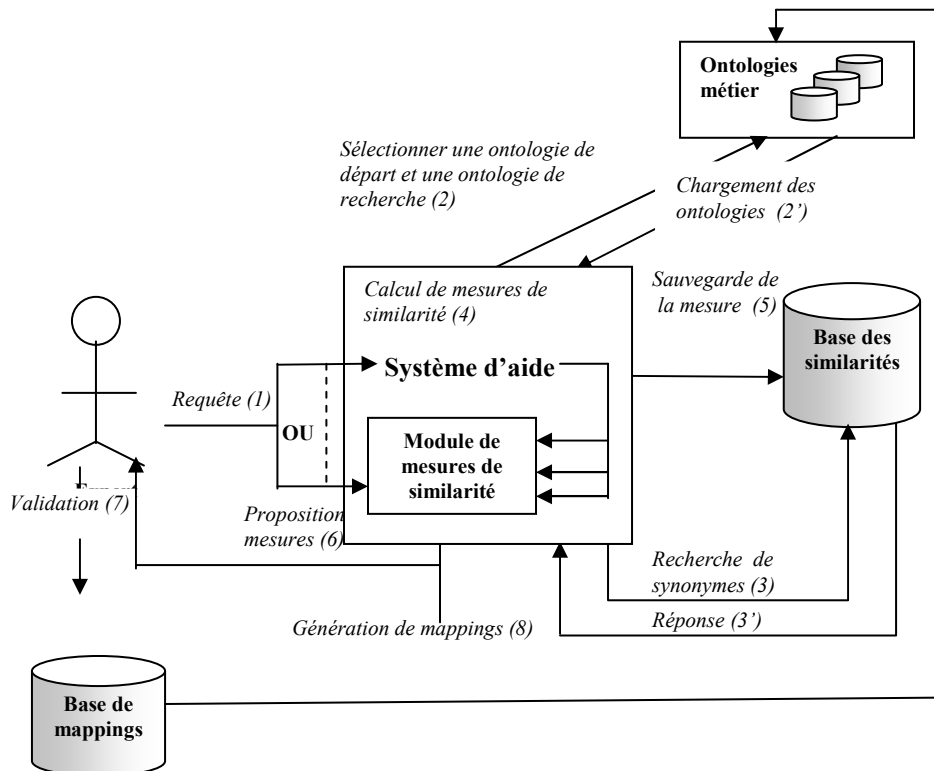 Ontologies
métier
Sélectionner une ontologie de
départ et une ontologie de
recherche (2)
Chargement des
ontologies (2’)
Calcul de mesures de
similarité (4)
Sauvegarde de
la mesure (5)
Base des
similarités
Système d’aide
Requête (1)
OU
Module de
mesures de
similarité
Validation (7)
Proposition
mesures (6)
Recherche de
synonymes (3)
Réponse (3’)
Génération de mappings (8)
Base de
mappings